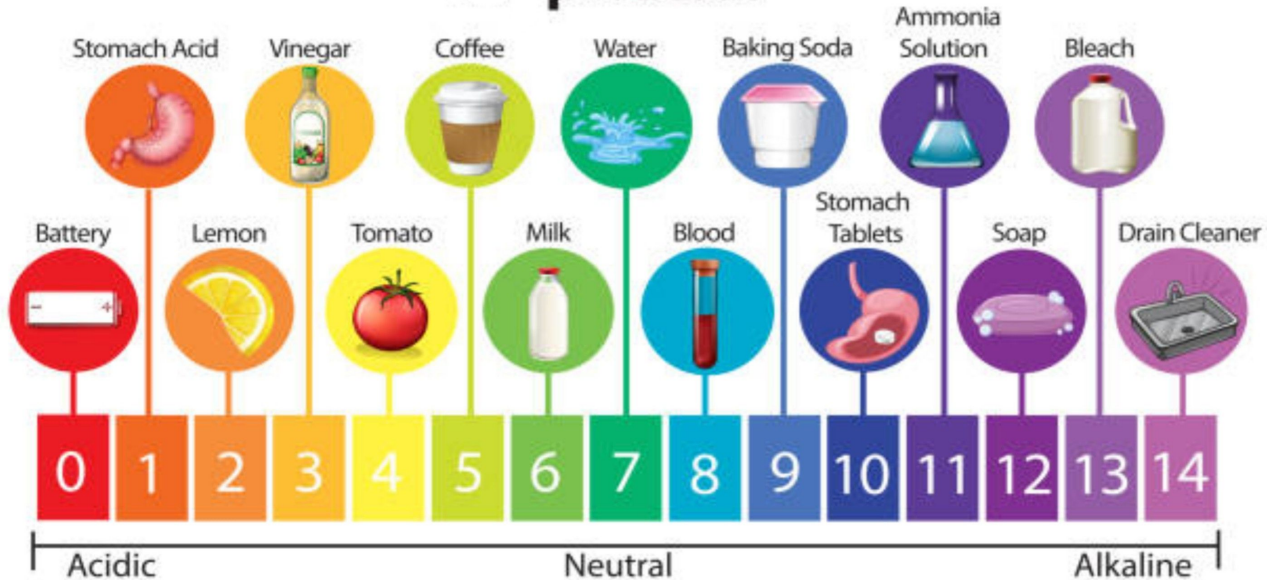 Stomach Acid
Vinegar
Coffee
Water
Baking Soda
Ammonia
Solution
Bleach
Battery
Lemon
Tomato
Milk
Blood
Stomach
Tablets
Soap
Drain Cleaner
0 1 2 3 4 5 6 7 8 9 10 11 12 13 14
Acidic Neutral Alkaline